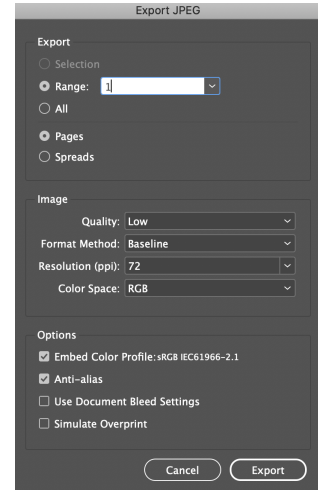 Export JPEG
Export
Selection
Range: 1
All
Pages
Spreads
Image
Quality: Low
Format Method: Baseline
Resolution (ppi): 72
Color Space: RGB
Options
Embed Color Profile:sRGB IEC61966-2.1
Anti-alias
Use Document Bleed Settings
Simulate Overprint
Cancel Export